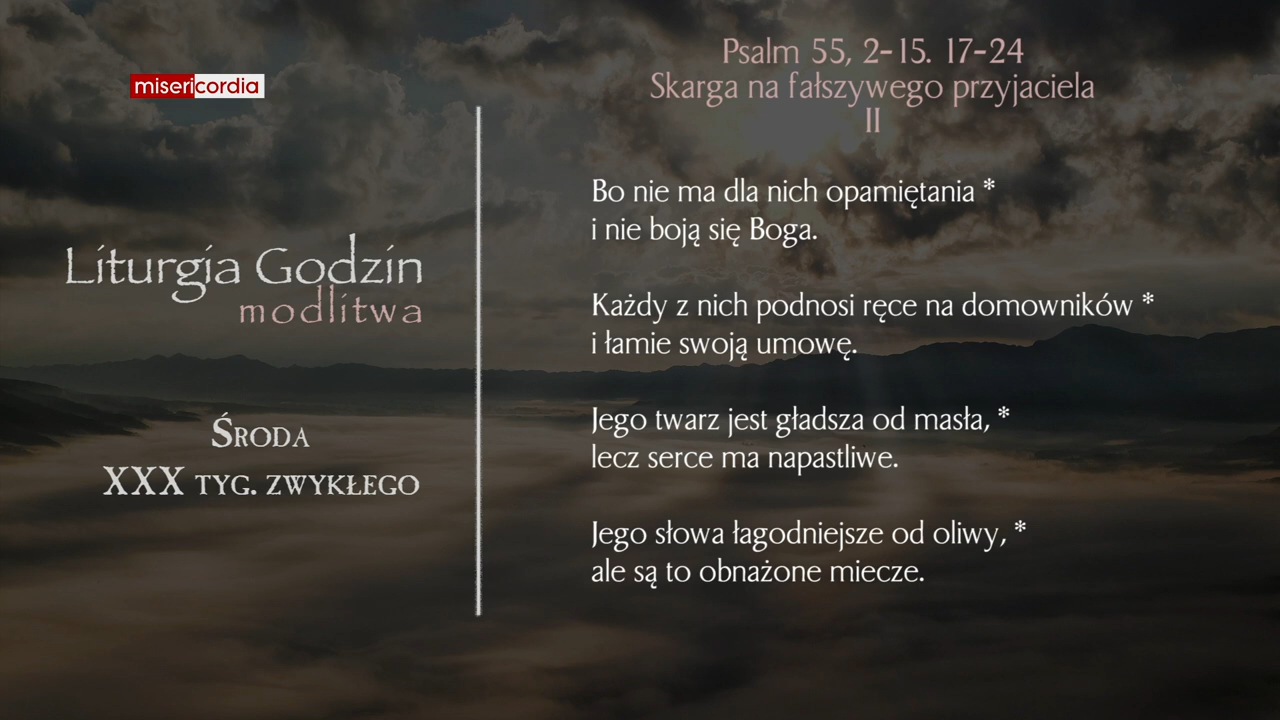 misericordia
Liturgia Godzin
modlitwa
Środa
XXX tyg. zwykłego
Psalm 55, 2-15. 17-24
Skarga na fałszywego przyjaciela
II
Bo nie ma dla nich opamiętania *
i nie boją się Boga.
Każdy z nich podnosi ręce na domowników *
i łamie swoją umowę.
Jego twarz jest gładsza od masła, *
lecz serce ma napastliwe.
Jego słowa łagodniejsze od oliwy, *
ale są to obnażone miecze.